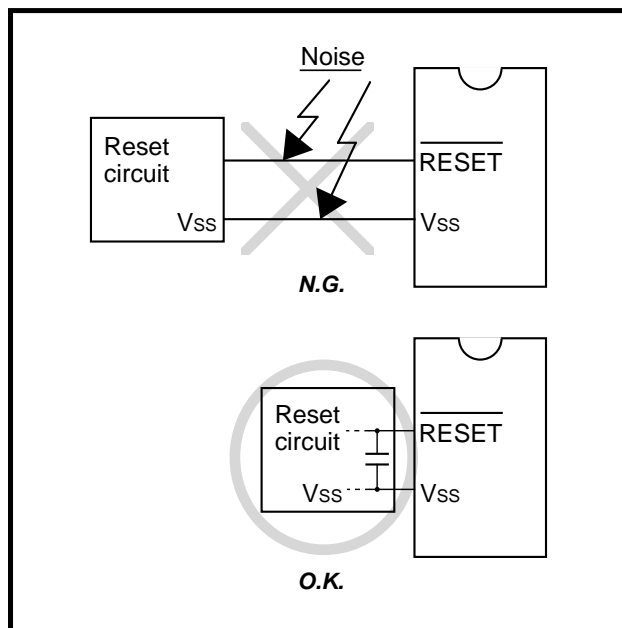 Noise
Reset
circuit
RESET
Vss
Vss
N.G.
Reset
circuit
RESET
Vss
Vss
O.K.